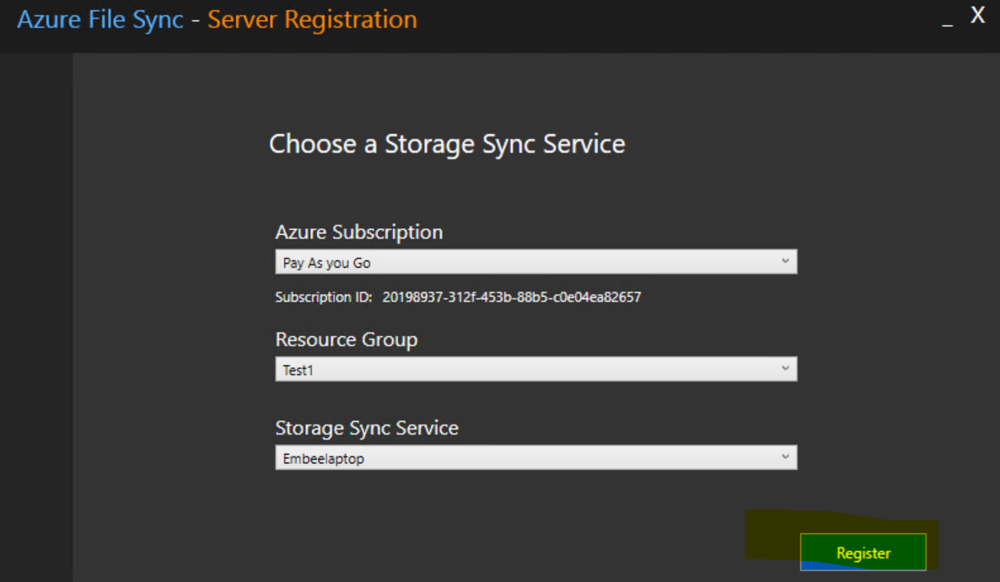 Azure File Sync - Server Registration
_ X
Choose a Storage Sync Service
Azure Subscription
Pay As you Go
Subscription ID: 20198937-312f-453b-88b5-c0e04ea82657
Resource Group
Test1
Storage Sync Service
Embeelaptop
Register